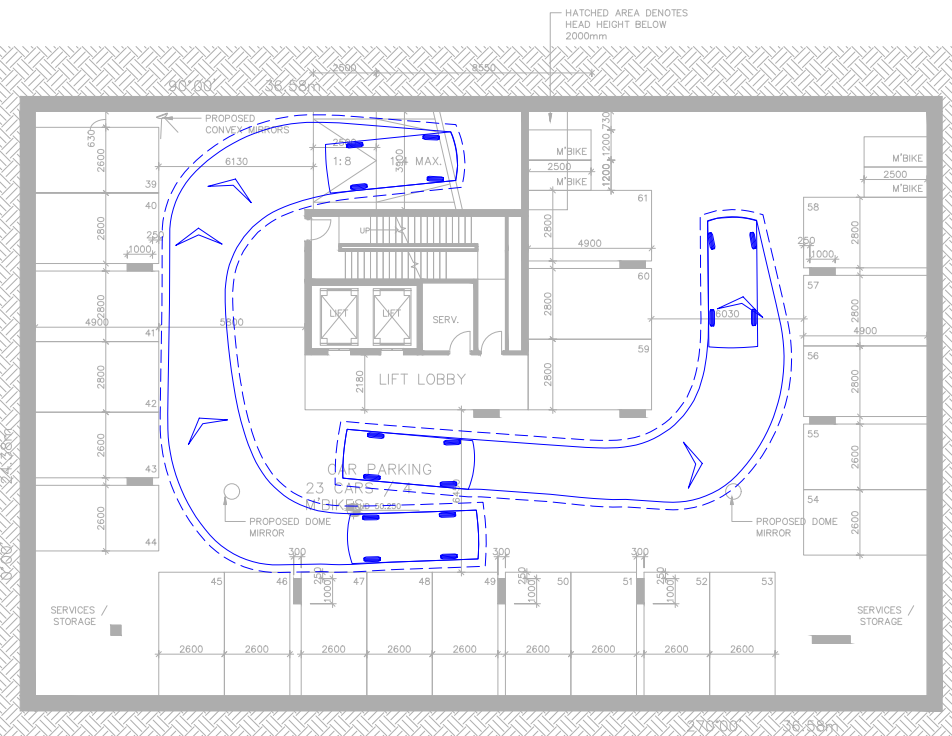 HATCHED AREA DENOTES
HEAD HEIGHT BELOW
2000mm
2500
8550
90°00'
36.58m
PROPOSED
CONVEX MIRRORS
630
2600
6130
1:8
MAX.
730
1200
1200
M'BIKE
2500
M'BIKE
M'BIKE
2500
M'BIKE
39
40
61
58
2800
250
1000
2800
4900
250
1000
2800
UP
60
57
2800
4900
5800
2800
LIFT
LIFT
SERV.
6030
4900
41
59
56
2800
2180
LIFT LOBBY
2800
2800
42
55
2600
43
CAR PARKING
23 CARS / 4
M'BIKES
2600
54
PROPOSED DOME
MIRROR
PROPOSED DOME
MIRROR
2600
44
0°00'
300
300
300
45
46
47
48
49
50
51
52
53
250
1000
250
1000
250
1000
SERVICES /
STORAGE
SERVICES /
STORAGE
2600
2600
2600
2600
2600
2600
2600
2600
270°00'
36.58m